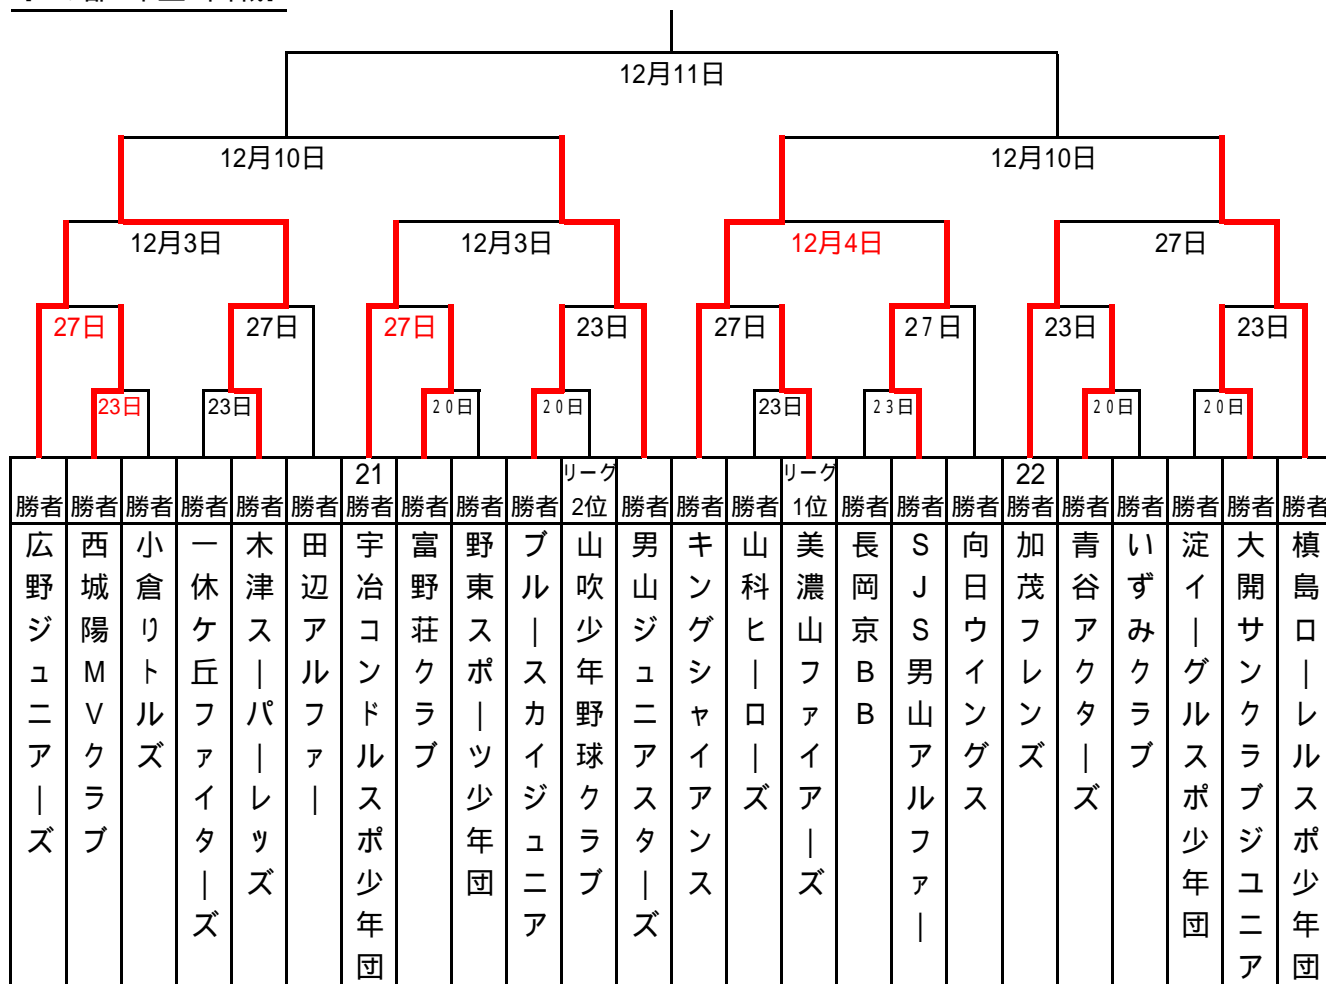 12月11日
12月10日
12月10日
12月3日
12月3日
12月4日
27日
27日
27日
27日
23日
27日
27日
23日
23日
23日
23日
20日
20日
23日
23日
20日
20日
21
リーグ
リーグ
22
勝者
勝者
勝者
勝者
勝者
勝者
勝者
勝者
勝者
勝者
2位
勝者
勝者
勝者
1位
勝者
勝者
勝者
勝者
勝者
勝者
勝者
勝者
勝者
広野ジュニアーズ
西城陽MVクラブ
小倉リトルズ
一休ケ丘ファイターズ
木津スーパーレッズ
田辺アルファー
宇冶コンドルスポ少年団
富野荘クラブ
野東スポーツ少年団
ブルースカイジュニア
山吹少年野球クラブ
男山ジュニアスターズ
キングシャイアンス
山科ヒーローズ
美濃山ファイアーズ
長岡京BB
SJS男山アルファー
向日ウイングス
加茂フレンズ
青谷アクターズ
いずみクラブ
淀イーグルスポ少年団
大開サンクラブジユニア
槙島ローレルスポ少年団